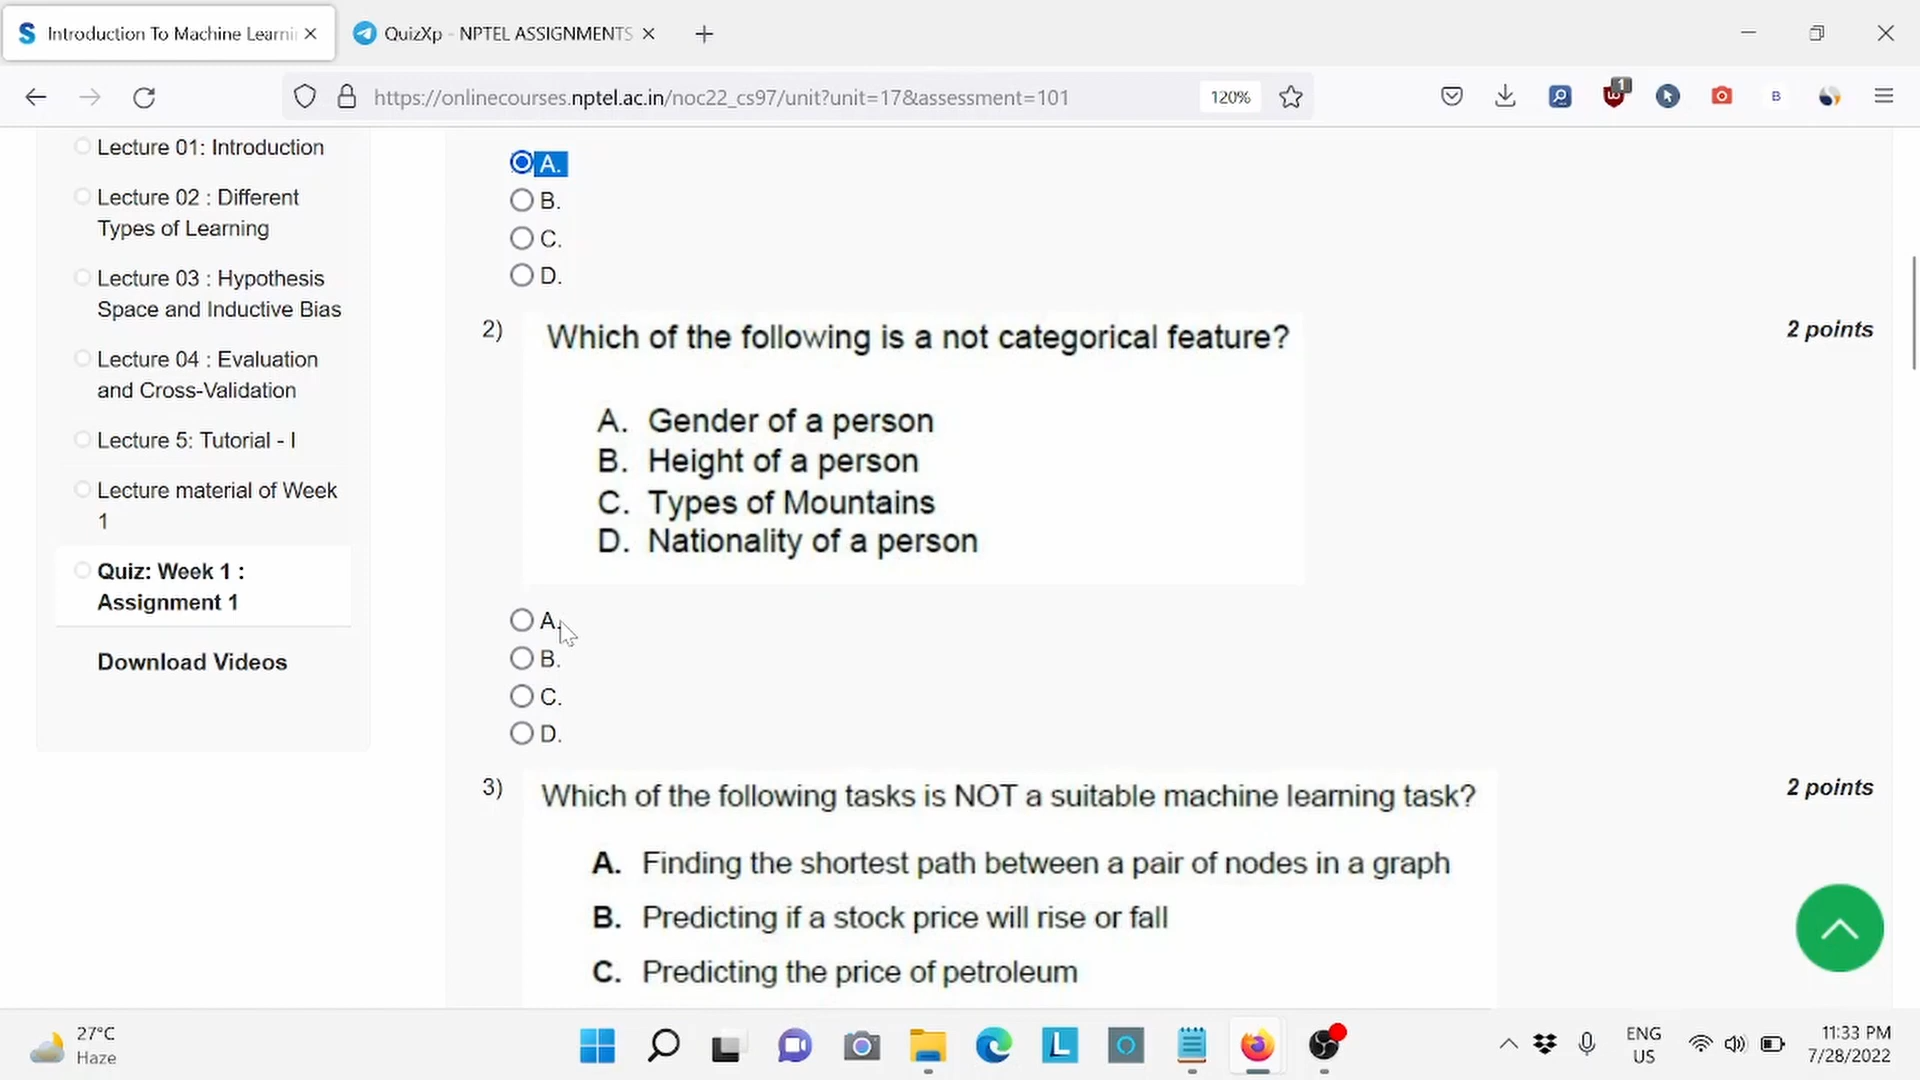 Introduction To Machine Learni
QuizXp - NPTEL ASSIGNMENTS
https://onlinecourses.nptel.ac.in/noc22_cs97/unit?unit=17&assessment=101
120%
1
B
Lecture 01: Introduction
Lecture 02 : Different
Types of Learning
Lecture 03 : Hypothesis
Space and Inductive Bias
Lecture 04 : Evaluation
and Cross-Validation
Lecture 5: Tutorial - I
Lecture material of Week
1
Quiz: Week 1 :
Assignment 1
Download Videos
A.
B.
C.
D.
2)
Which of the following is a not categorical feature?
2 points
A. Gender of a person
B. Height of a person
C. Types of Mountains
D. Nationality of a person
A.
B.
C.
D.
3)
Which of the following tasks is NOT a suitable machine learning task?
2 points
A. Finding the shortest path between a pair of nodes in a graph
B. Predicting if a stock price will rise or fall
C. Predicting the price of petroleum
27°C
Haze
L
ENG
US
11:33 PM
7/28/2022